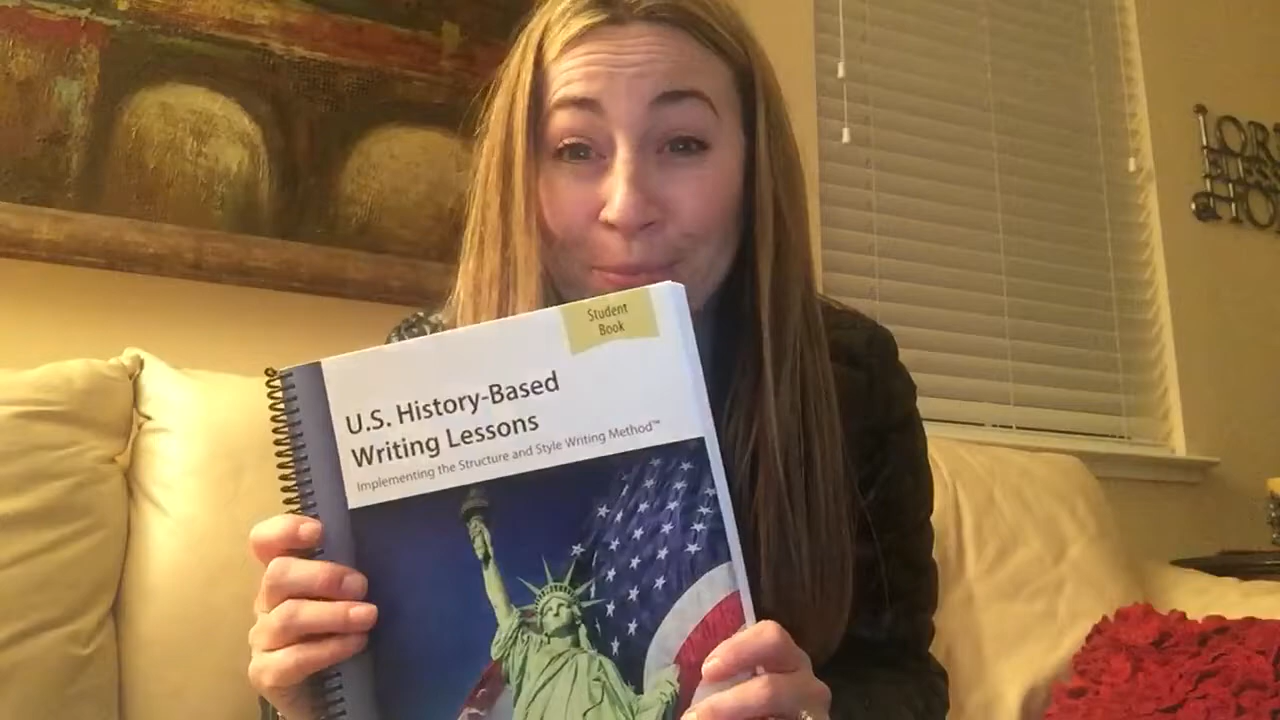 Student
Book
U.S. History-Based
Writing Lessons
Implementing the Structure and Style Writing Method™